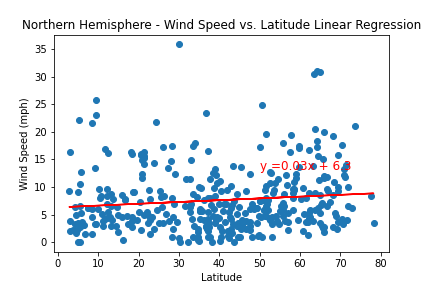 Northern Hemisphere - Wind Speed vs. Latitude Linear Regression
35
30
25
20
15
10
5
0
Wind Speed (mph)
y =0.03x + 6.3
0 10 20 30 40 50 60 70 80
Latitude